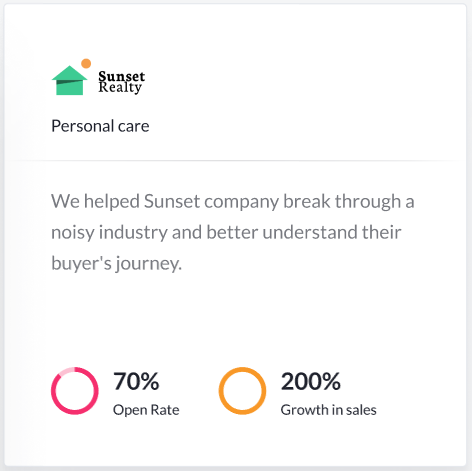 Sunset
Realty
Personal care
We helped Sunset company break through a
noisy industry and better understand their
buyer's journey.
70%
Open Rate
200%
Growth in sales